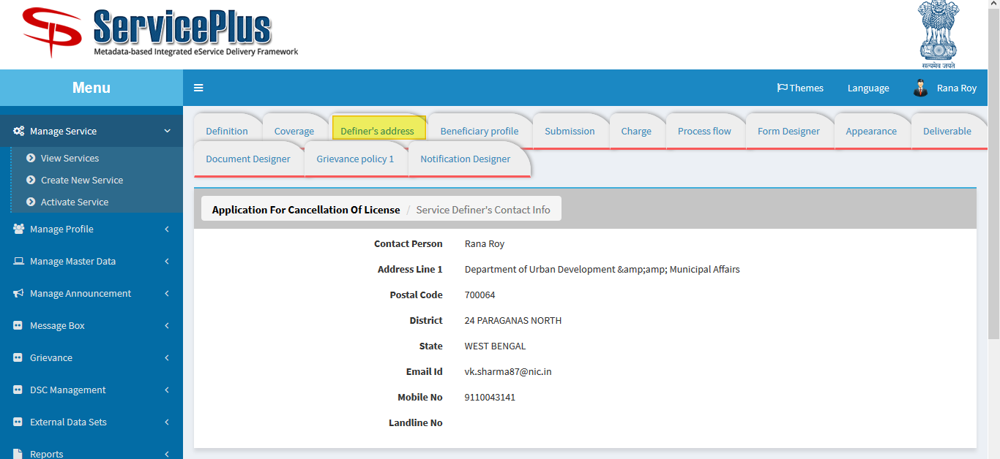 ServicePlus
Metadata-based Integrated eService Delivery Framework
सत्यमेव जयते
Menu
Themes Language Rana Roy
Manage Service
View Services
Create New Service
Activate Service
Manage Profile
Manage Master Data
Manage Announcement
Message Box
Grievance
DSC Management
External Data Sets
Reports
Definition Coverage Definer's address Beneficiary profile Submission Charge Process flow Form Designer Appearance Deliverable
Document Designer Grievance policy 1 Notification Designer
Application For Cancellation Of License / Service Definer's Contact Info
Contact Person Rana Roy
Address Line 1 Department of Urban Development &amp;amp; Municipal Affairs
Postal Code 700064
District 24 PARAGANAS NORTH
State WEST BENGAL
Email Id vk.sharma87@nic.in
Mobile No 9110043141
Landline No